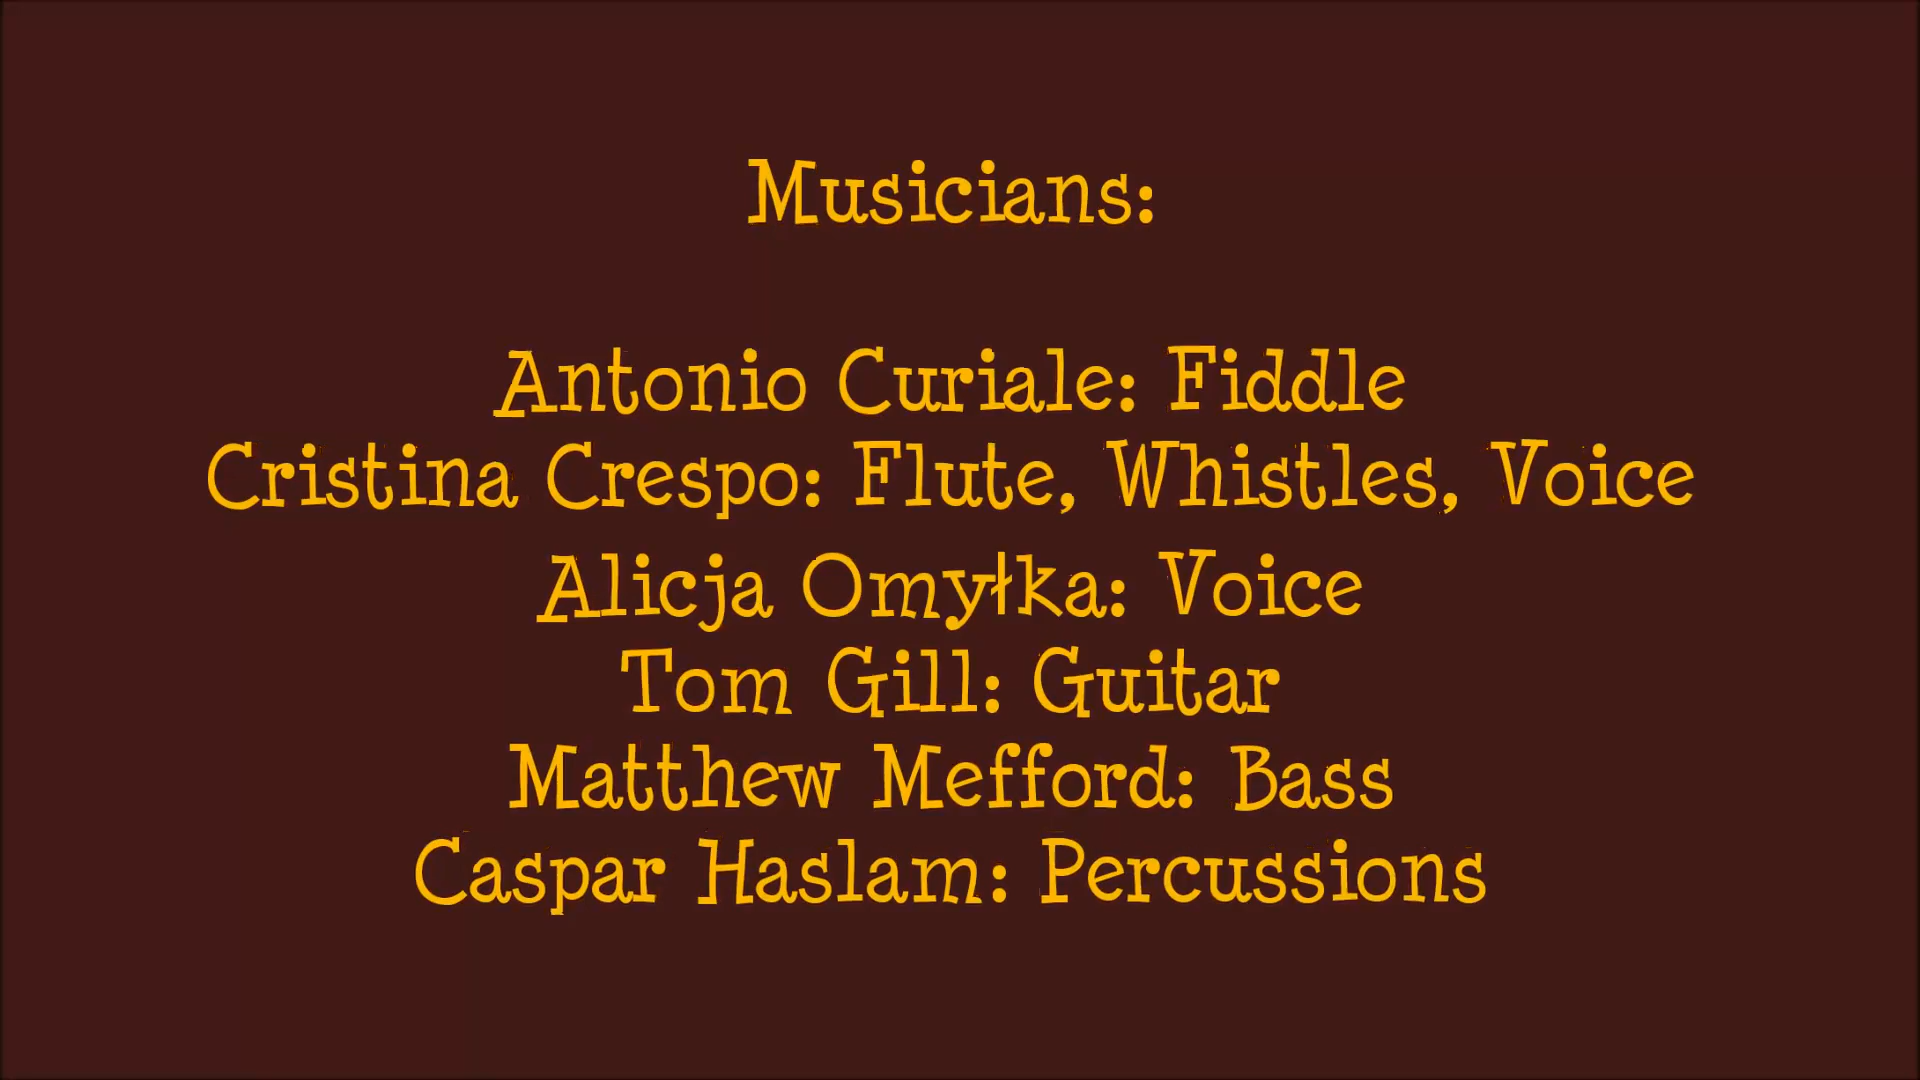 Musicians:
Antonio Curiale: Fiddle
Cristina Crespo: Flute, Whistles, Voice
Alicja Omyłka: Voice
Tom Gill: Guitar
Matthew Mefford: Bass
Caspar Haslam: Percussions